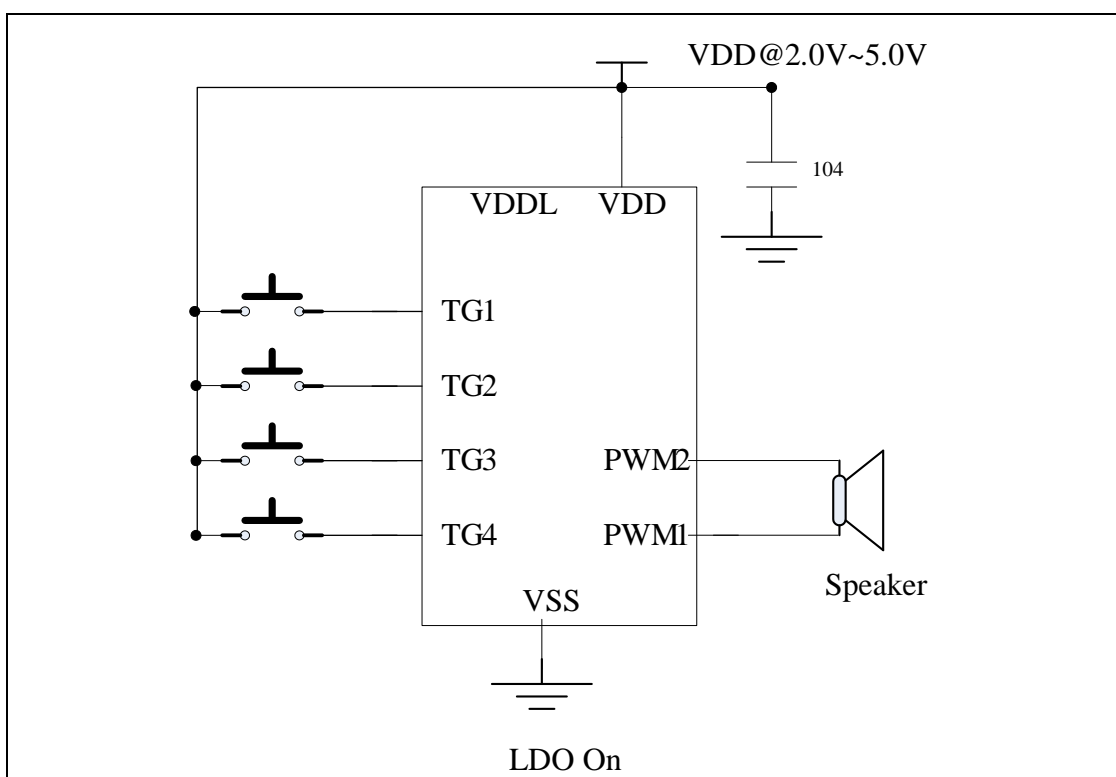 VDD@2.0V~5.0V
104
VDDL VDD
TG1
TG2
TG3
PWM2
TG4
PWM1
Speaker
VSS
LDO On